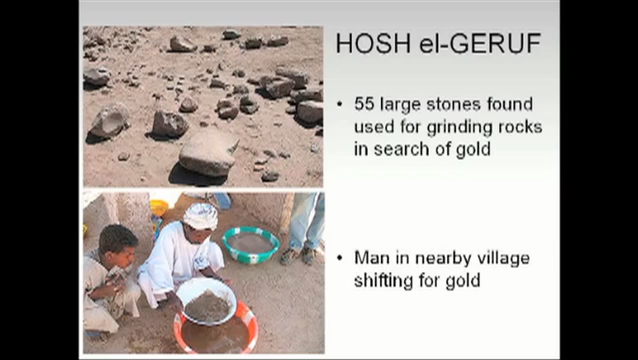 HOSH el-GERUF
• 55 large stones found
used for grinding rocks
in search of gold
• Man in nearby village
shifting for gold